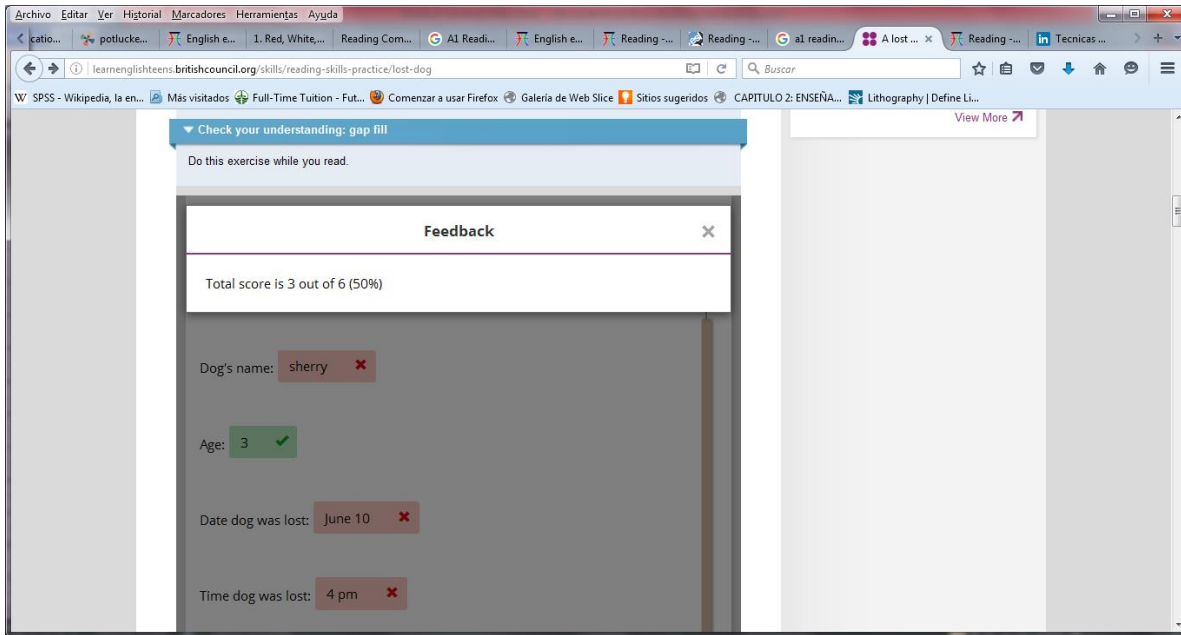 Archivo Editar Ver Historial Marcadores Herramientas Ayuda
catio... potlucke... English e... 1. Red, White,... Reading Com... A1 Readi... English e... Reading -... Reading -... a1 readin... A lost ... Reading -... Tecnicas ...
learnenglishteens.britishcouncil.org/skills/reading-skills-practice/lost-dog Buscar
SPSS - Wikipedia, la en... Más visitados Full-Time Tuition - Fut... Comenzar a usar Firefox Galería de Web Slice Sitios sugeridos CAPITULO 2: ENSEÑA... Lithography | Define Li...
View More
Check your understanding: gap fill
Do this exercise while you read.
Feedback
Total score is 3 out of 6 (50%)
Dog's name: sherry
Age: 3
Date dog was lost: June 10
Time dog was lost: 4 pm